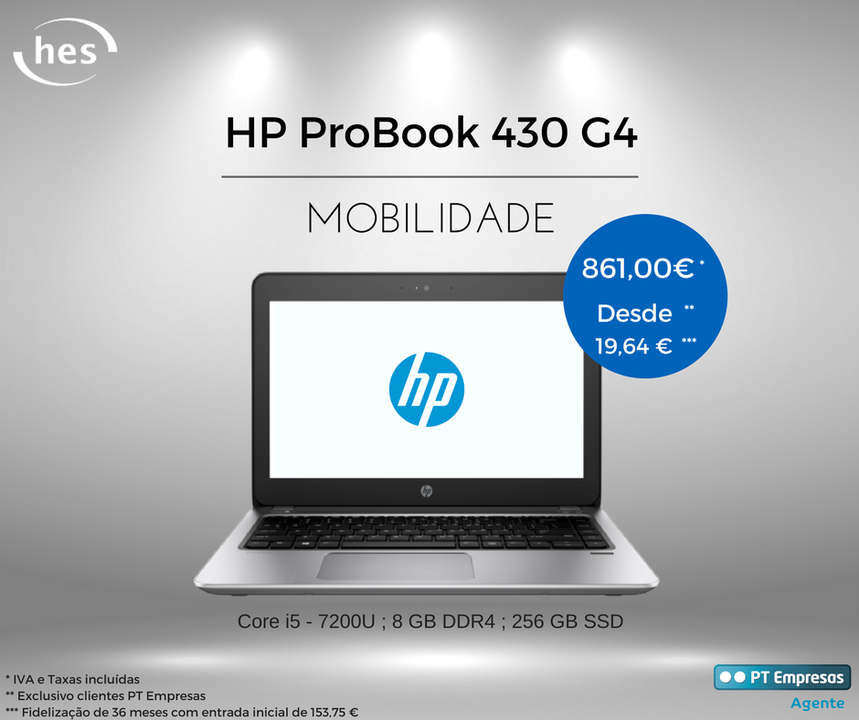 hes
HP ProBook 430 G4
MOBILIDADE
861,00€ *
Desde **
19,64 € ***
hp
hp
Core i5 - 7200U ; 8 GB DDR4 ; 256 GB SSD
* IVA e Taxas incluídas
** Exclusivo clientes PT Empresas
*** Fidelização de 36 meses com entrada inicial de 153,75 €
PT Empresas
Agente